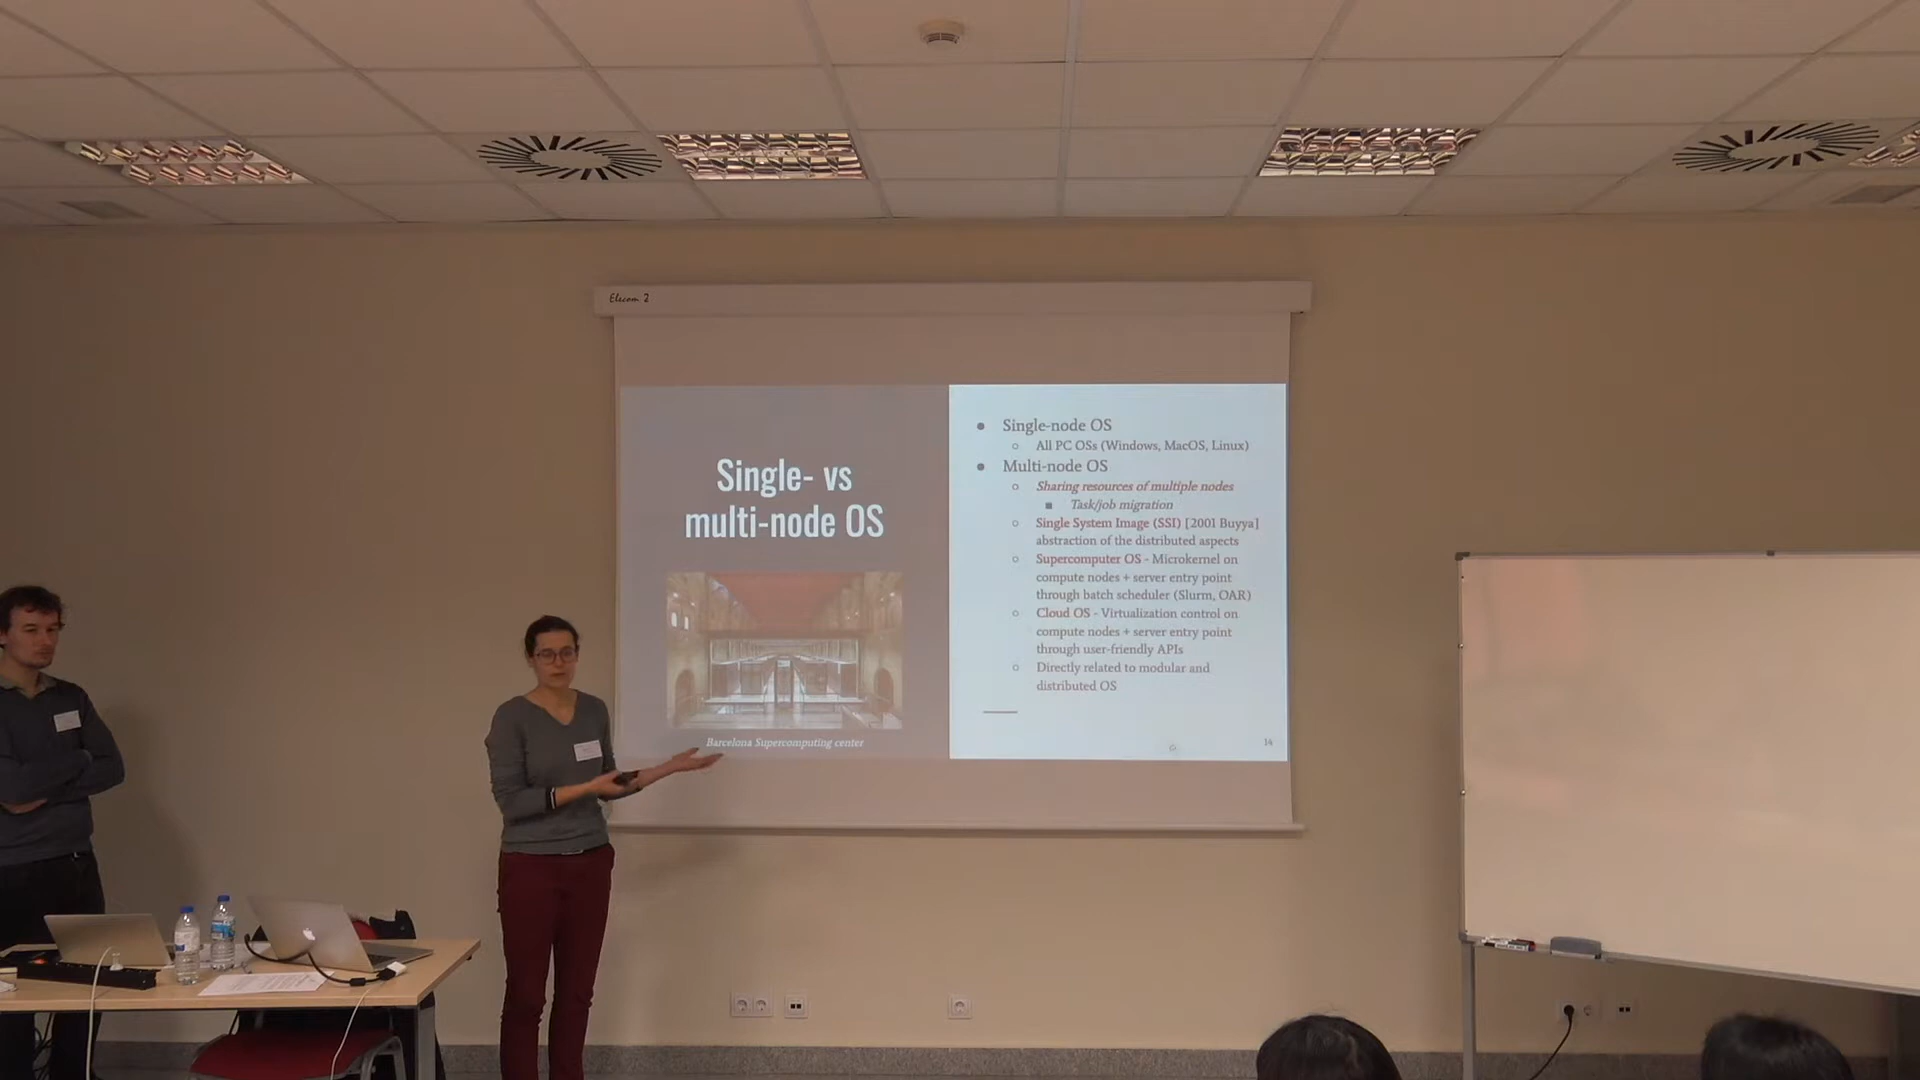 Elecom 2
Single- vs
multi-node OS
Barcelona Supercomputing center
● Single-node OS
○ All PC OSs (Windows, MacOS, Linux)
● Multi-node OS
○ Sharing resources of multiple nodes
■ Task/job migration
○ Single System Image (SSI) [2001 Buyya]
abstraction of the distributed aspects
○ Supercomputer OS - Microkernel on
compute nodes + server entry point
through batch scheduler (Slurm, OAR)
○ Cloud OS - Virtualization control on
compute nodes + server entry point
through user-friendly APIs
○ Directly related to modular and
distributed OS
14